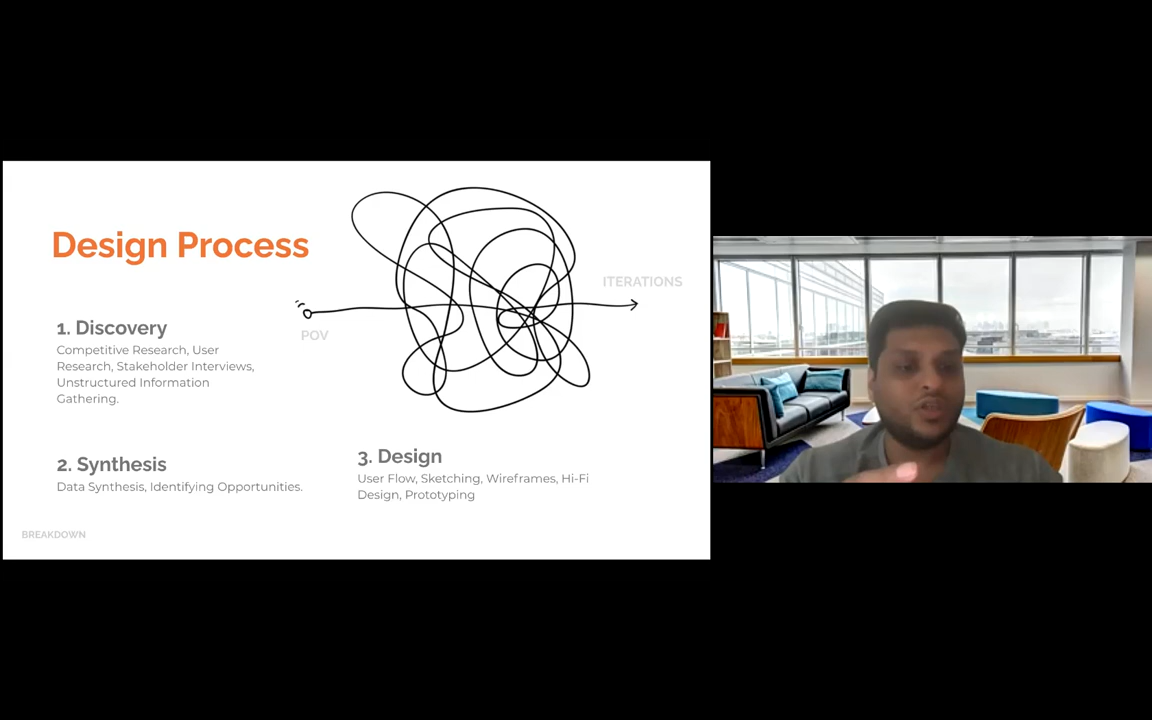 Design Process
ITERATIONS
POV
1. Discovery
Competitive Research, User
Research, Stakeholder Interviews,
Unstructured Information
Gathering.
2. Synthesis
Data Synthesis, Identifying Opportunities.
3. Design
User Flow, Sketching, Wireframes, Hi-Fi
Design, Prototyping
BREAKDOWN